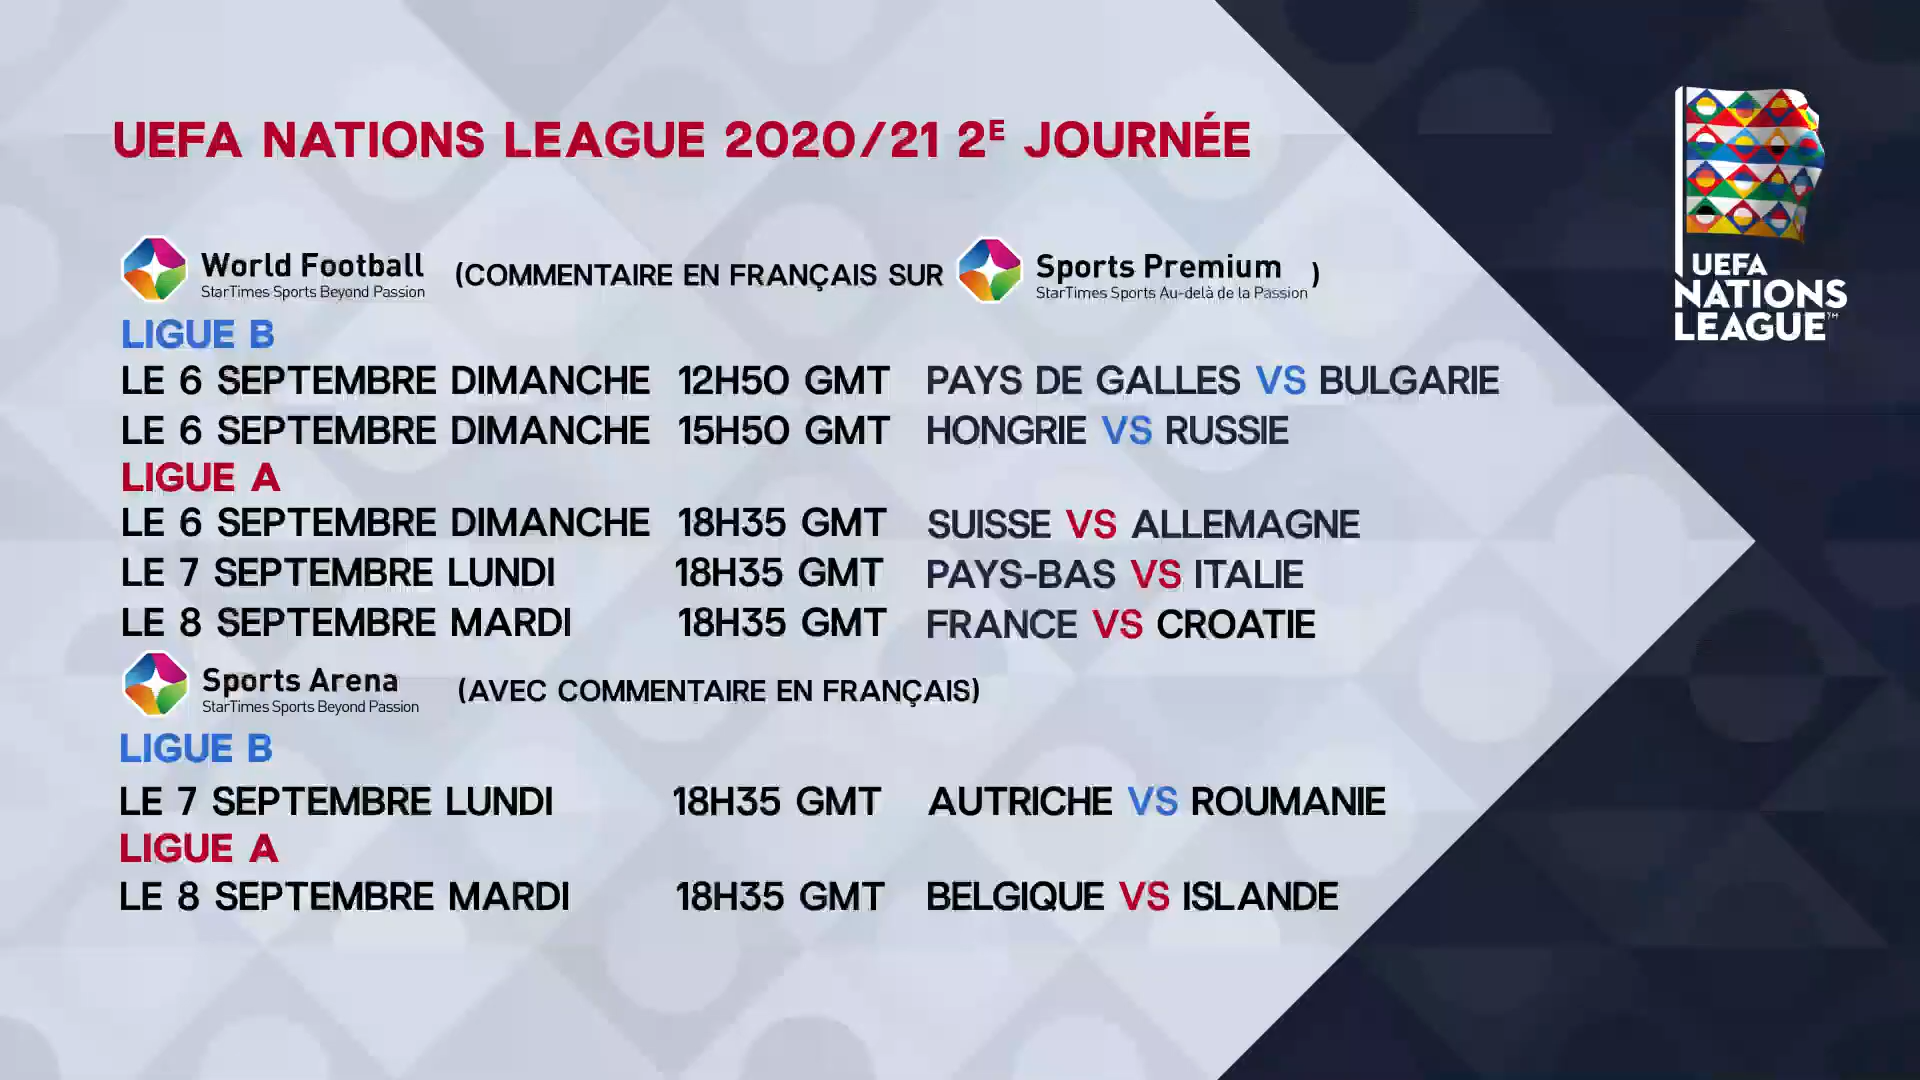 UEFA NATIONS LEAGUE 2020/21 2E JOURNÉE
UEFA
NATIONS
LEAGUE™
World Football (COMMENTAIRE EN FRANÇAIS SUR Sports Premium )
StarTimes Sports Beyond Passion StarTimes Sports Au-delà de la Passion
LIGUE B
LE 6 SEPTEMBRE DIMANCHE 12H50 GMT PAYS DE GALLES VS BULGARIE
LE 6 SEPTEMBRE DIMANCHE 15H50 GMT HONGRIE VS RUSSIE
LIGUE A
LE 6 SEPTEMBRE DIMANCHE 18H35 GMT SUISSE VS ALLEMAGNE
LE 7 SEPTEMBRE LUNDI 18H35 GMT PAYS-BAS VS ITALIE
LE 8 SEPTEMBRE MARDI 18H35 GMT FRANCE VS CROATIE
Sports Arena (AVEC COMMENTAIRE EN FRANÇAIS)
StarTimes Sports Beyond Passion
LIGUE B
LE 7 SEPTEMBRE LUNDI 18H35 GMT AUTRICHE VS ROUMANIE
LIGUE A
LE 8 SEPTEMBRE MARDI 18H35 GMT BELGIQUE VS ISLANDE